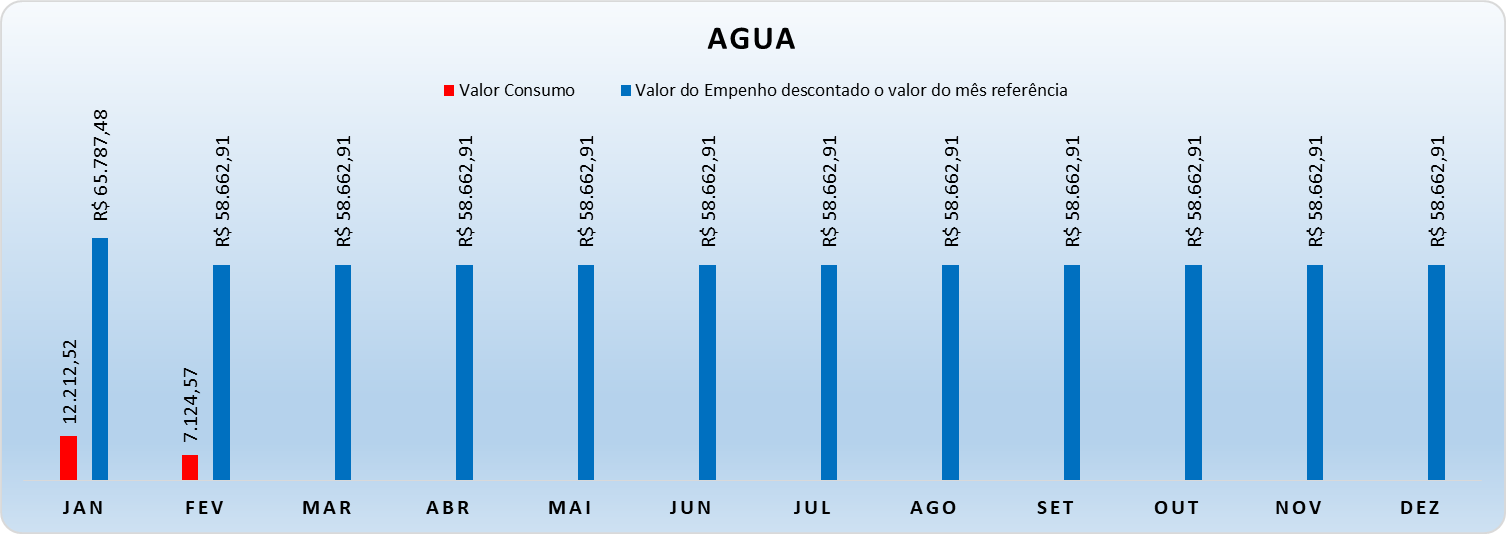 AGUA
Valor Consumo
Valor do Empenho descontado o valor do mês referência
12.212,52
R$ 65.787,48
7.124,57
R$ 58.662,91
R$ 58.662,91
R$ 58.662,91
R$ 58.662,91
R$ 58.662,91
R$ 58.662,91
R$ 58.662,91
R$ 58.662,91
R$ 58.662,91
R$ 58.662,91
R$ 58.662,91
JAN FEV MAR ABR MAI JUN JUL AGO SET OUT NOV DEZ